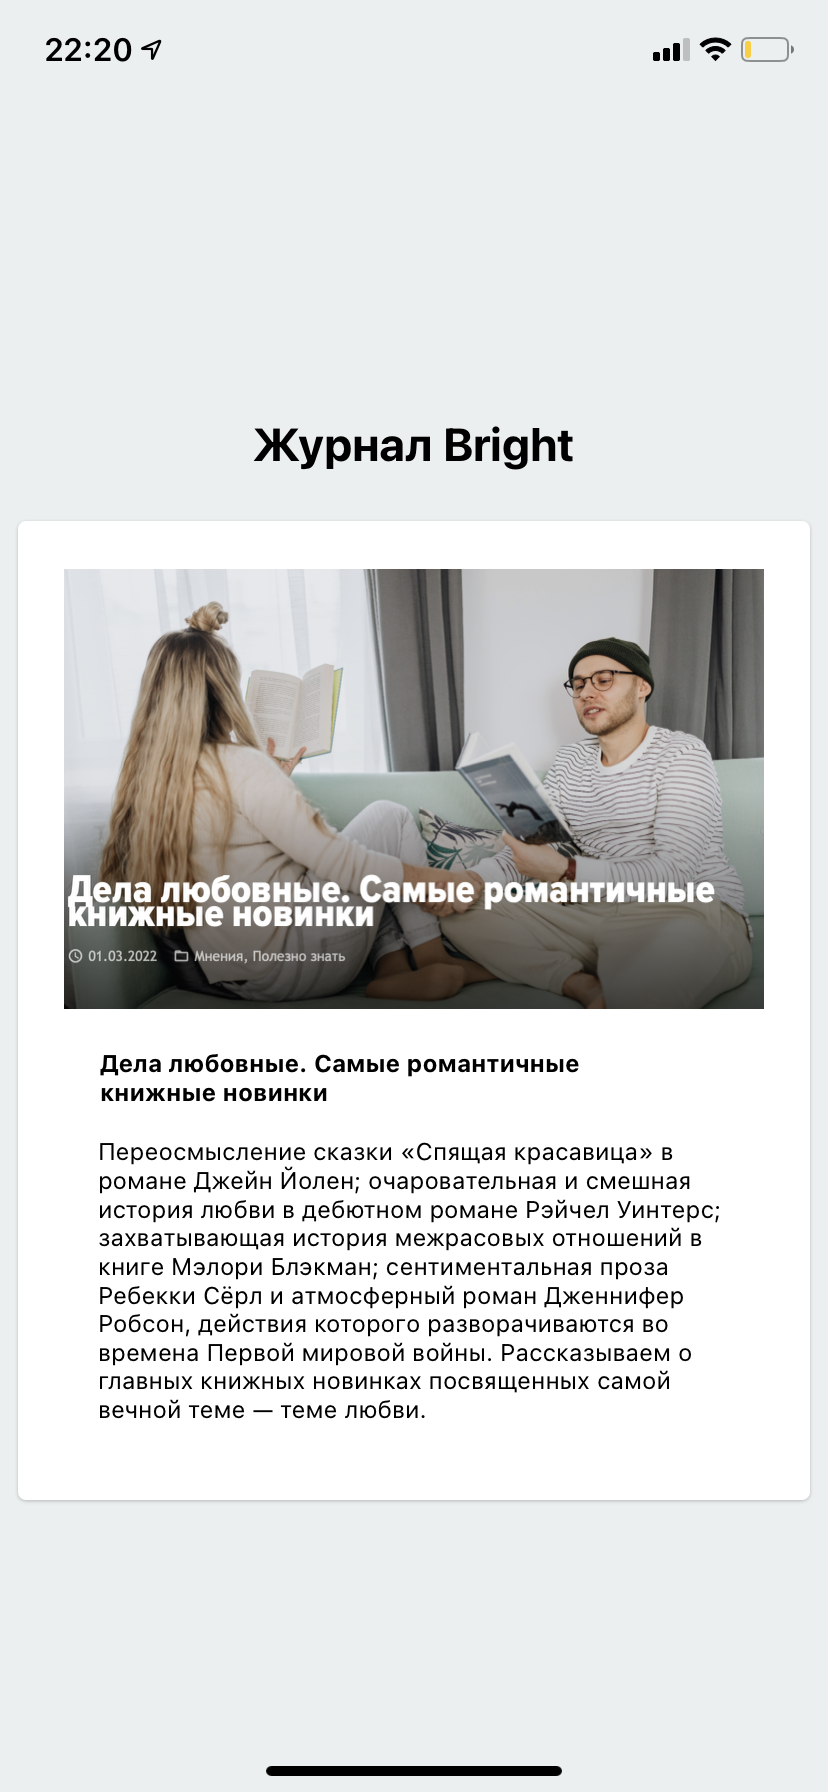 22:20
Журнал Bright
Дела любовные. Самые романтичные
книжные новинки
01.03.2022 Мнения, Полезно знать
Дела любовные. Самые романтичные
книжные новинки
Переосмысление сказки «Спящая красавица» в
романе Джейн Йолен; очаровательная и смешная
история любви в дебютном романе Рэйчел Уинтерс;
захватывающая история межрасовых отношений в
книге Мэлори Блэкман; сентиментальная проза
Ребекки Сёрл и атмосферный роман Дженнифер
Робсон, действия которого разворачиваются во
времена Первой мировой войны. Рассказываем о
главных книжных новинках посвященных самой
вечной теме — теме любви.